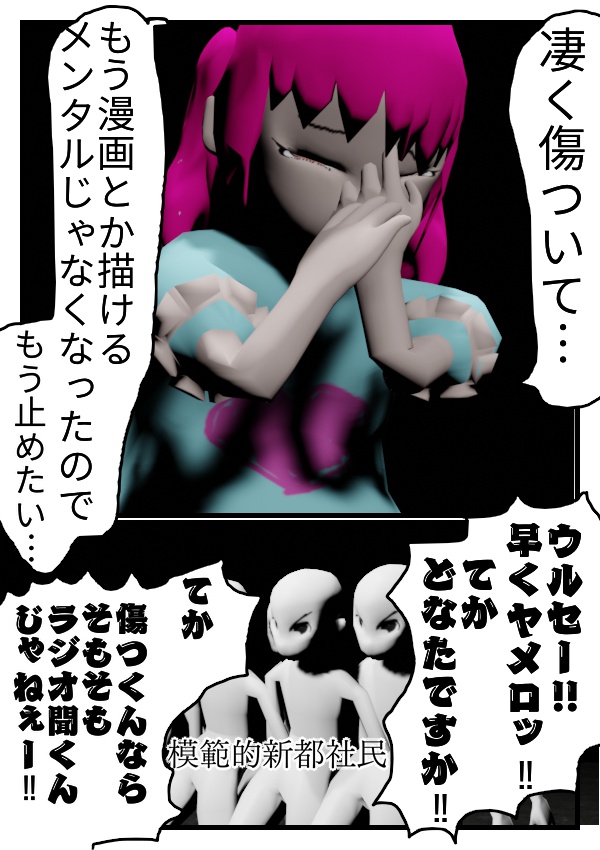 凄く傷ついて…
もう漫画とか描ける
メンタルじゃなくなったので
もう止めたい…
ウルセー!!
早くヤメロッ!!
てか
どなたですか!!
てか
傷つくんなら
そもそも
ラジオ聞くん
じゃねぇー!!
模範的新都社民